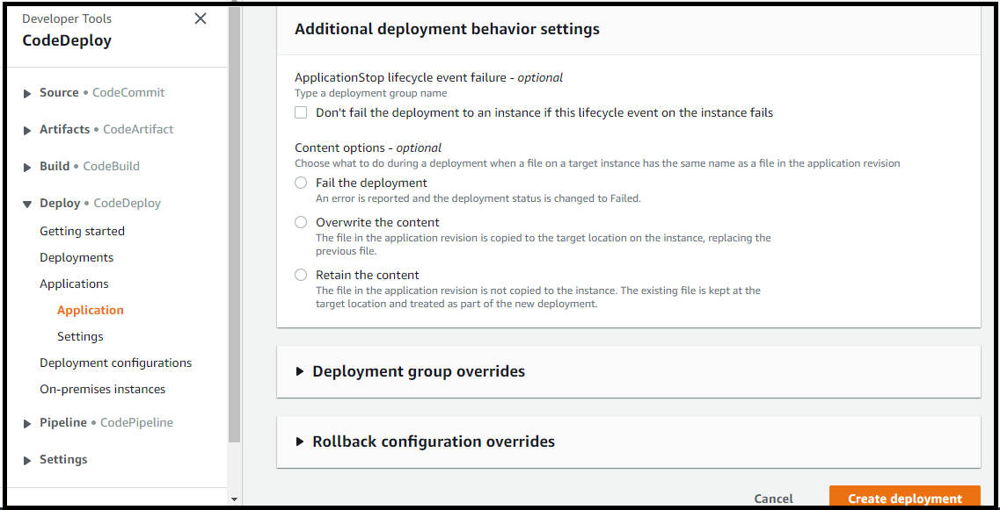 Developer Tools
CodeDeploy
Source • CodeCommit
Artifacts • CodeArtifact
Build • CodeBuild
Deploy • CodeDeploy
Getting started
Deployments
Applications
Application
Settings
Deployment configurations
On-premises instances
Pipeline • CodePipeline
Settings
Additional deployment behavior settings
ApplicationStop lifecycle event failure - optional
Type a deployment group name
Don't fail the deployment to an instance if this lifecycle event on the instance fails
Content options - optional
Choose what to do during a deployment when a file on a target instance has the same name as a file in the application revision
Fail the deployment
An error is reported and the deployment status is changed to Failed.
Overwrite the content
The file in the application revision is copied to the target location on the instance, replacing the
previous file.
Retain the content
The file in the application revision is not copied to the instance. The existing file is kept at the
target location and treated as part of the new deployment.
Deployment group overrides
Rollback configuration overrides
Cancel
Create deployment